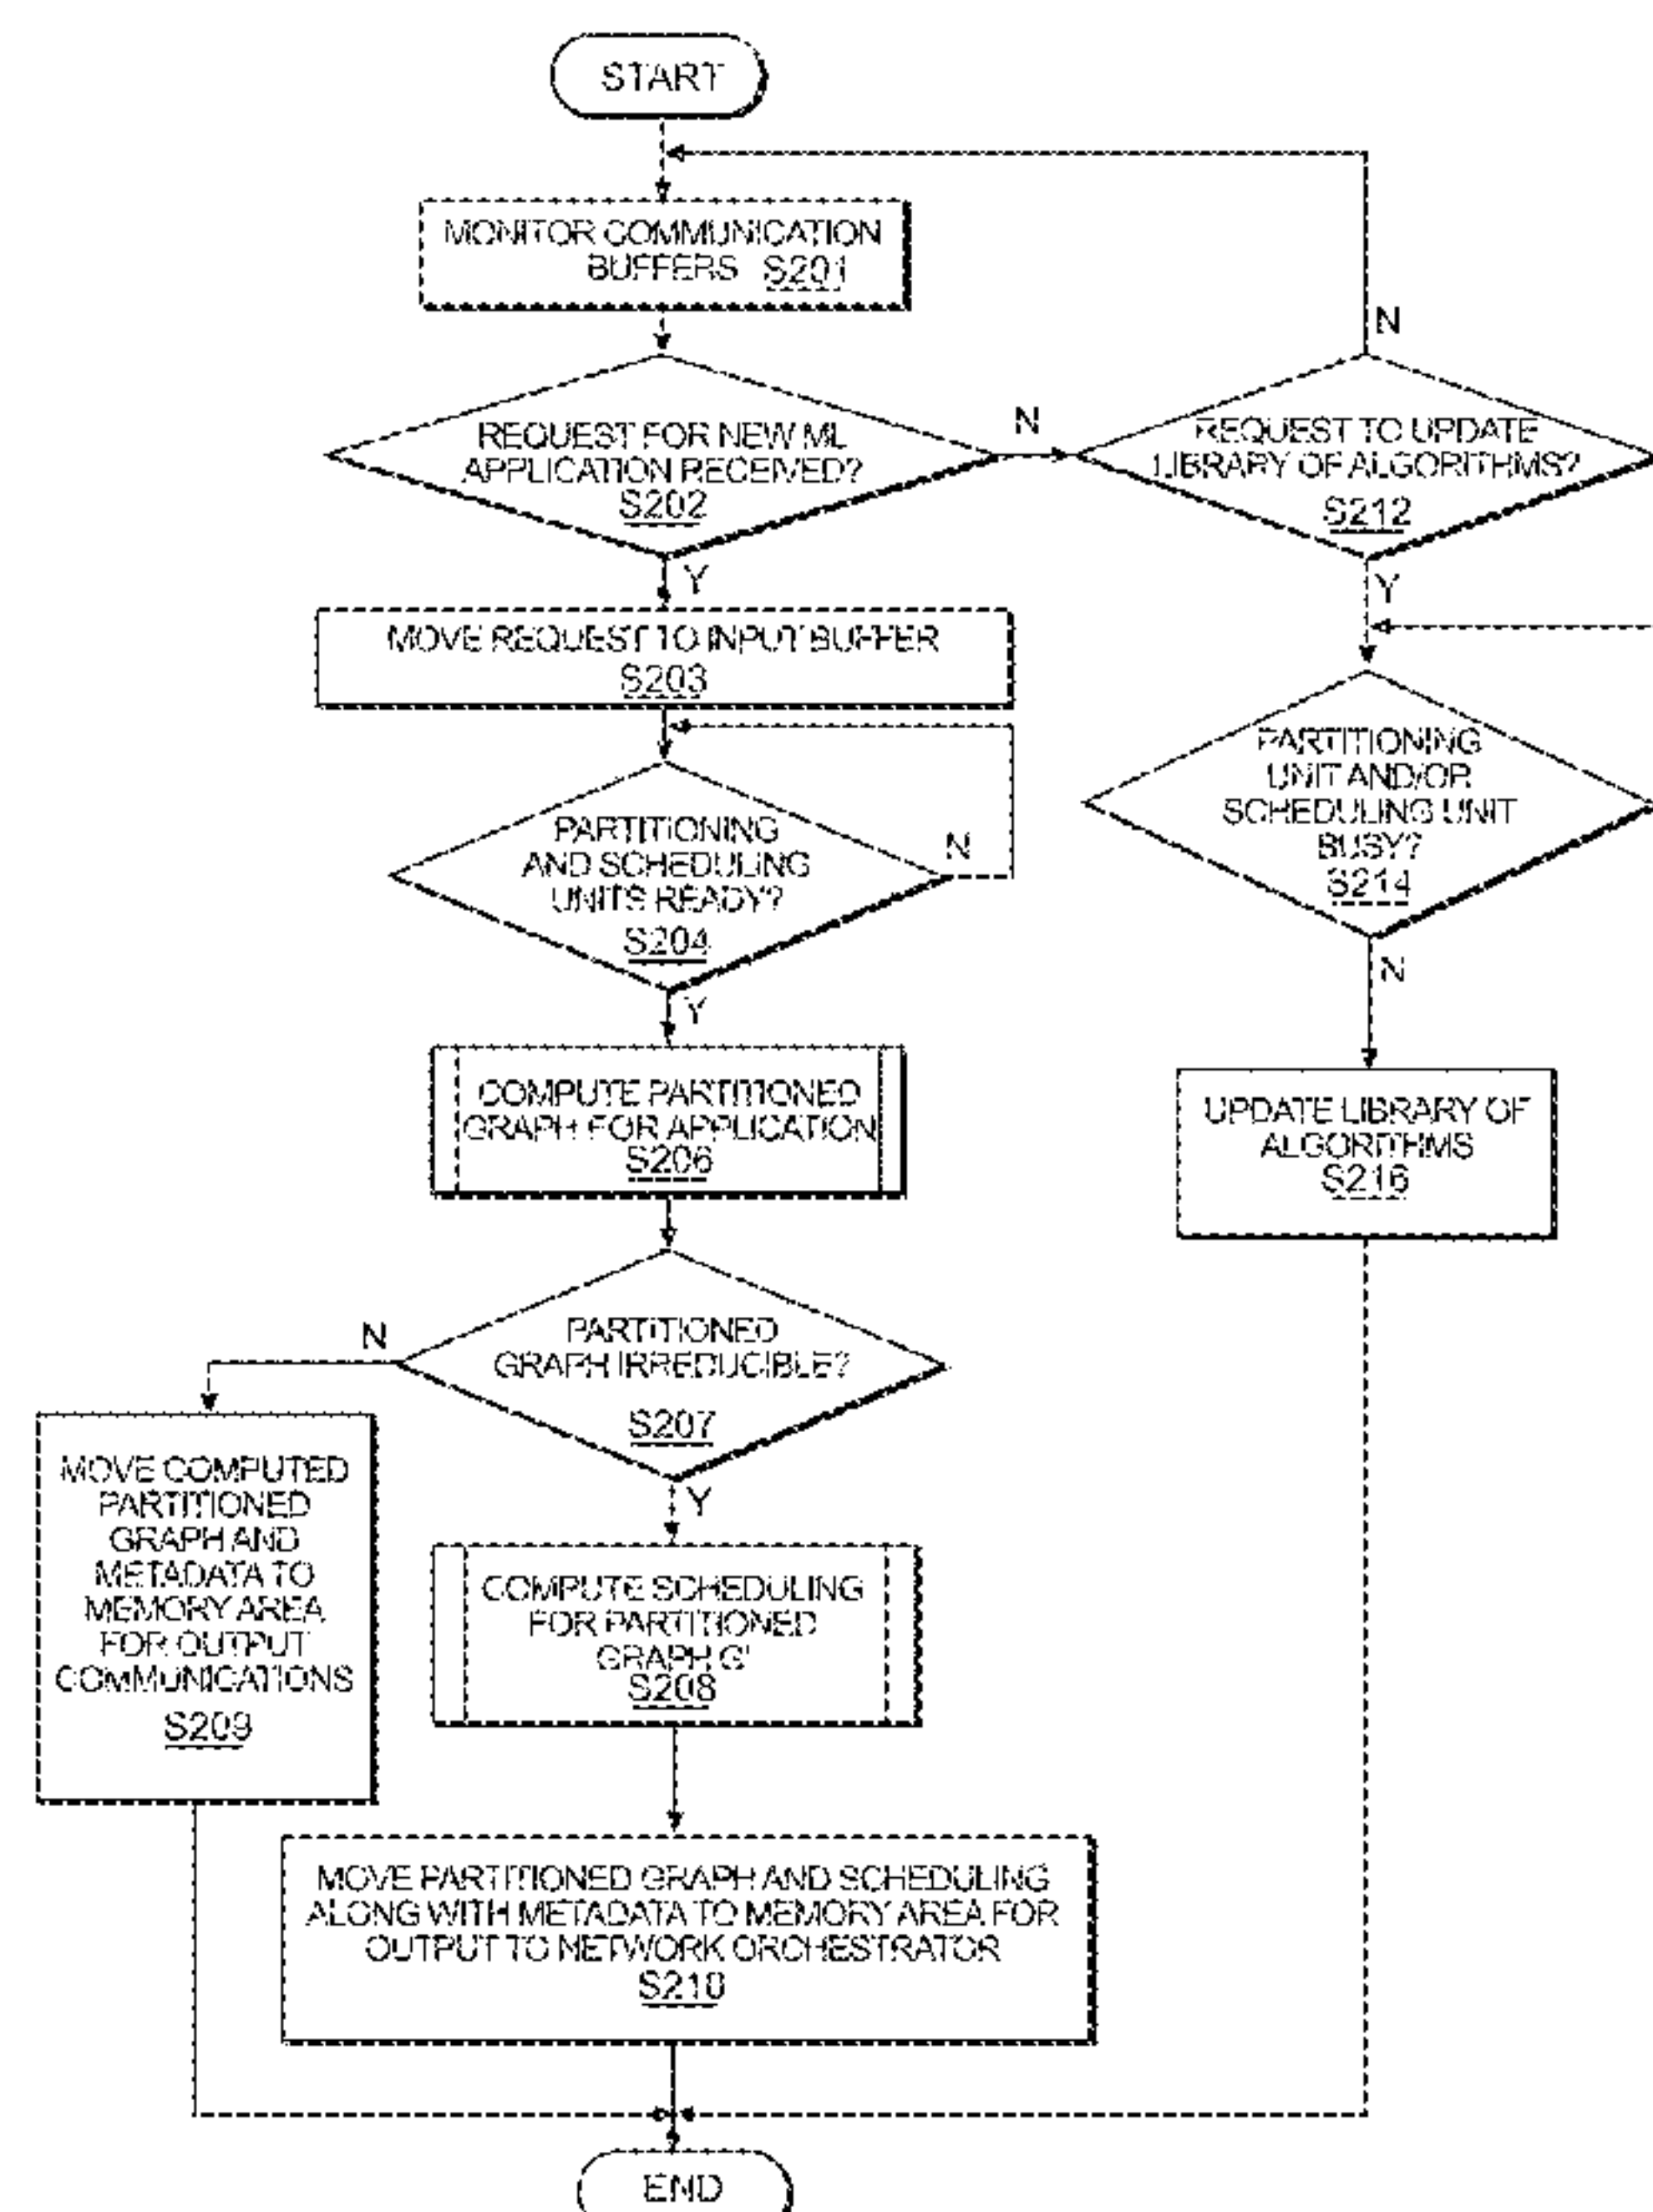 START
MONITOR COMMUNICATION
BUFFERS S201
REQUEST FOR NEW ML
APPLICATION RECEIVED?
S202
N
REQUEST TO UPDATE
LIBRARY OF ALGORITHMS?
S212
N
Y
MOVE REQUEST TO INPUT BUFFER
S203
Y
PARTITIONING
AND SCHEDULING
UNITS READY?
S204
N
Y
PARTITIONING
UNIT AND/OR
SCHEDULING UNIT
BUSY?
S214
N
COMPUTE PARTITIONED
GRAPH FOR APPLICATION
S206
UPDATE LIBRARY OF
ALGORITHMS
S216
PARTITIONED
GRAPH IRREDUCIBLE?
S207
N
Y
MOVE COMPUTED
PARTITIONED
GRAPH AND
METADATA TO
MEMORY AREA
FOR OUTPUT
COMMUNICATIONS
S209
COMPUTE SCHEDULING
FOR PARTITIONED
GRAPH G'
S208
MOVE PARTITIONED GRAPH AND SCHEDULING
ALONG WITH METADATA TO MEMORY AREA FOR
OUTPUT TO NETWORK ORCHESTRATOR
S210
END